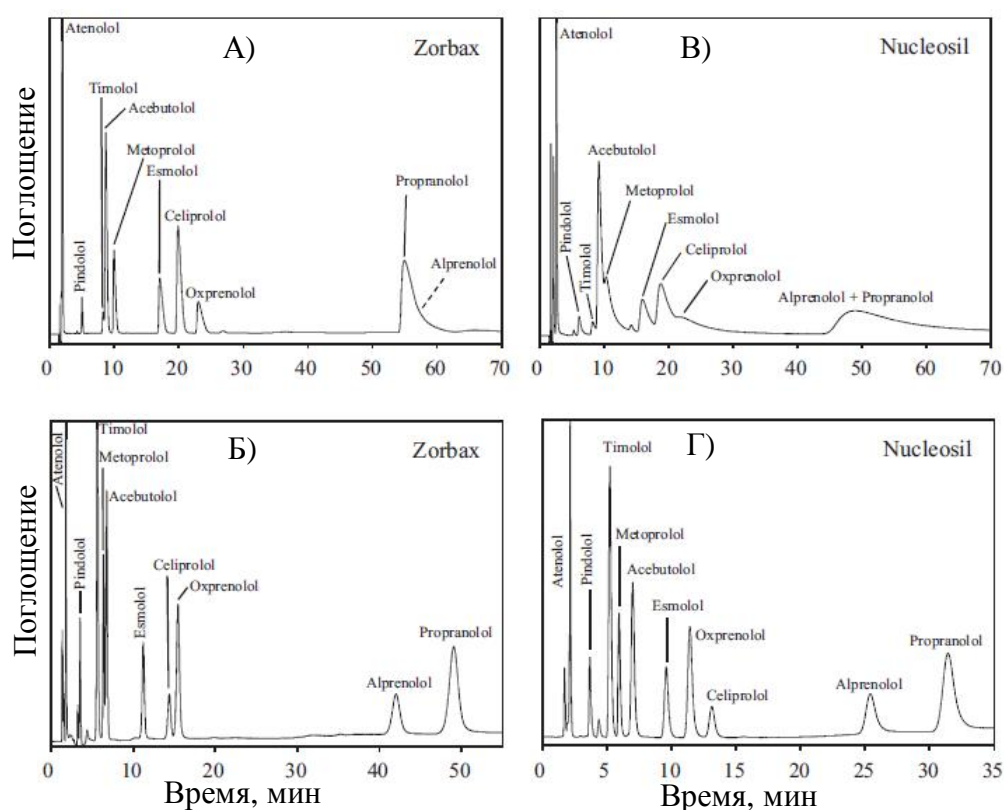 Поглощение
А)
Zorbax
Atenolol
Timolol
Acebutolol
Metoprolol
Esmolol
Celiprolol
Pindolol
Oxprenolol
Propranolol
Alprenolol
0 10 20 30 40 50 60 70
В)
Nucleosil
Atenolol
Acebutolol
Metoprolol
Pindolol
Timolol
Esmolol
Celiprolol
Oxprenolol
Alprenolol + Propranolol
0 10 20 30 40 50 60 70
Поглощение
Б)
Zorbax
Atenolol
Timolol
Metoprolol
Acebutolol
Pindolol
Esmolol
Celiprolol
Oxprenolol
Alprenolol
Propranolol
0 10 20 30 40 50
Время, мин
Г)
Nucleosil
Timolol
Atenolol
Pindolol
Metoprolol
Acebutolol
Esmolol
Oxprenolol
Celiprolol
Alprenolol
Propranolol
0 5 10 15 20 25 30 35
Время, мин